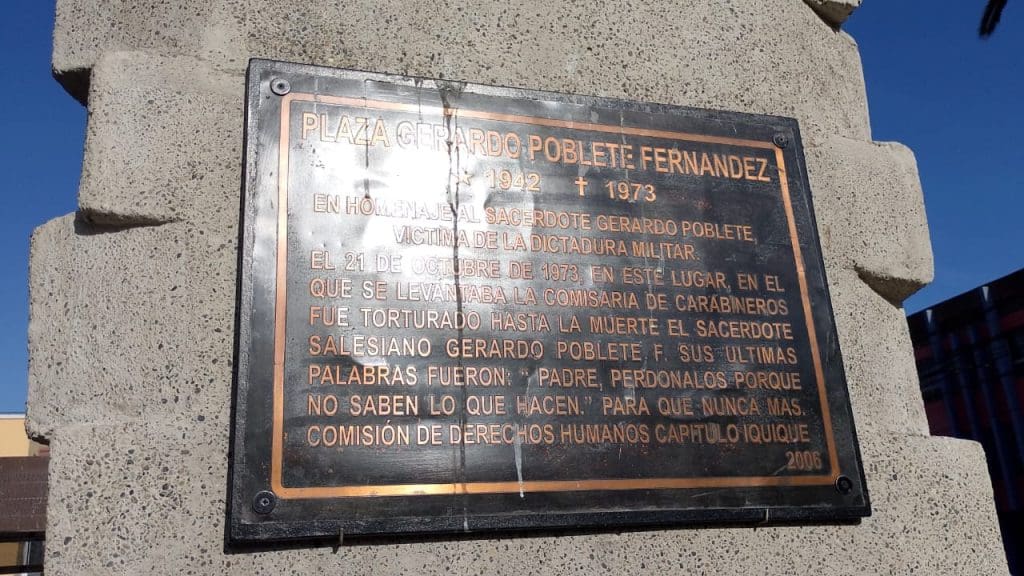 PLAZA GERARDO POBLETE FERNANDEZ
★ 1942 ✝ 1973
EN HOMENAJE AL SACERDOTE GERARDO POBLETE,
VICTIMA DE LA DICTADURA MILITAR.
EL 21 DE OCTUBRE DE 1973, EN ESTE LUGAR, EN EL
QUE SE LEVANTABA LA COMISARIA DE CARABINEROS
FUE TORTURADO HASTA LA MUERTE EL SACERDOTE
SALESIANO GERARDO POBLETE F. SUS ULTIMAS
PALABRAS FUERON: " PADRE, PERDONALOS PORQUE
NO SABEN LO QUE HACEN." PARA QUE NUNCA MAS.
COMISIÓN DE DERECHOS HUMANOS CAPITULO IQUIQUE
2006